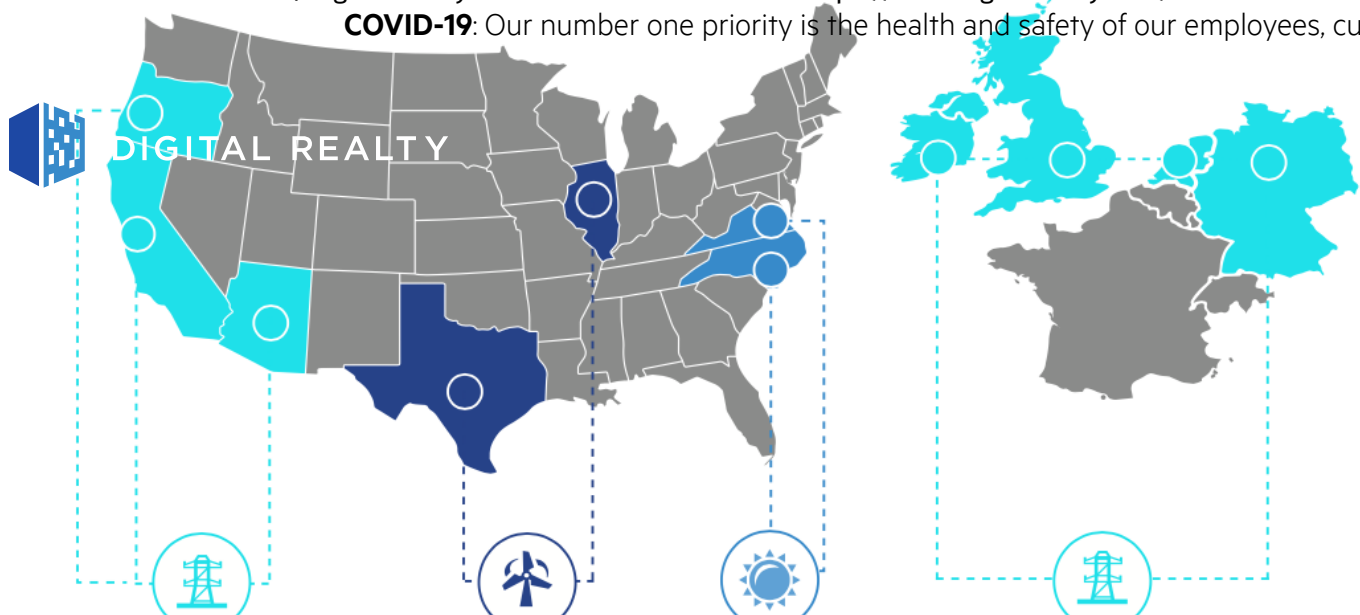 COVID-19: Our number one priority is the health and safety of our employees, cu
DIGITAL REALTY